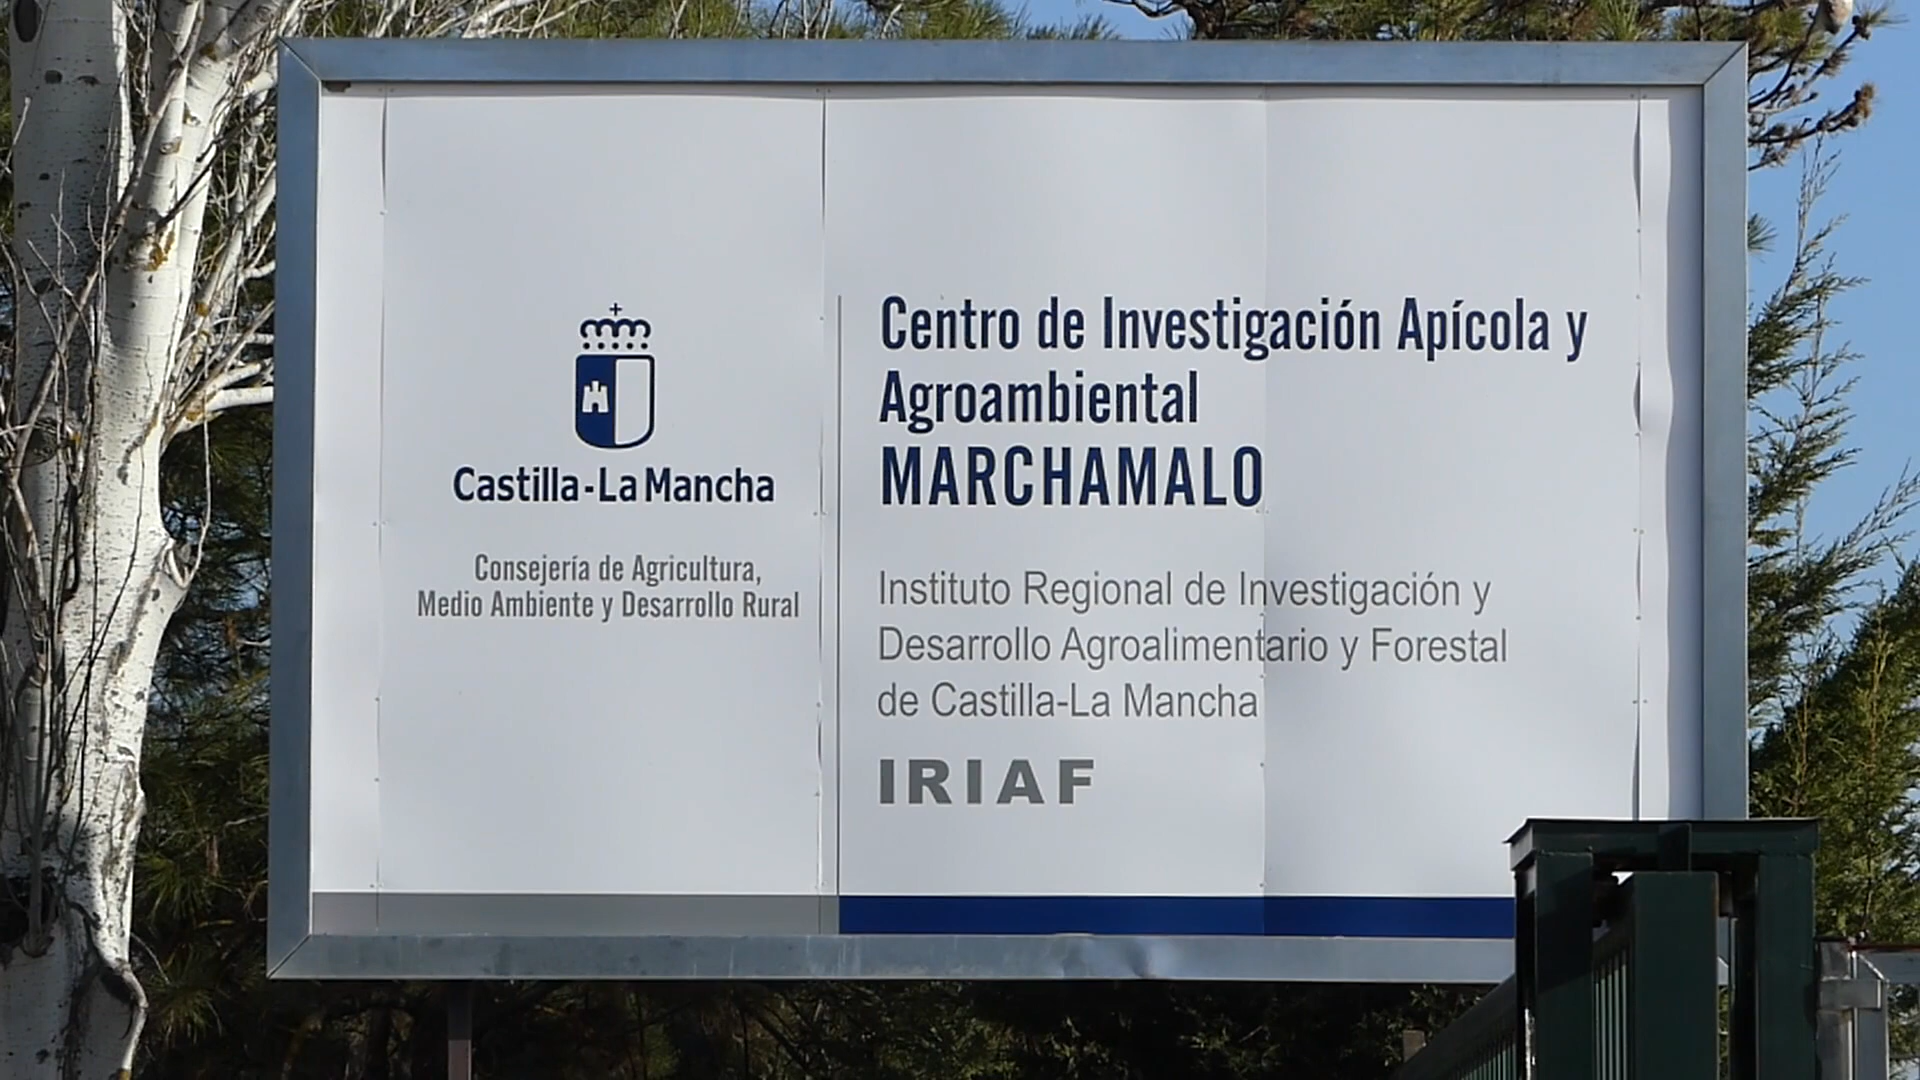 Castilla-La Mancha
Consejería de Agricultura,
Medio Ambiente y Desarrollo Rural
Centro de Investigación Apícola y
Agroambiental
MARCHAMALO
Instituto Regional de Investigación y
Desarrollo Agroalimentario y Forestal
de Castilla-La Mancha
IRIAF